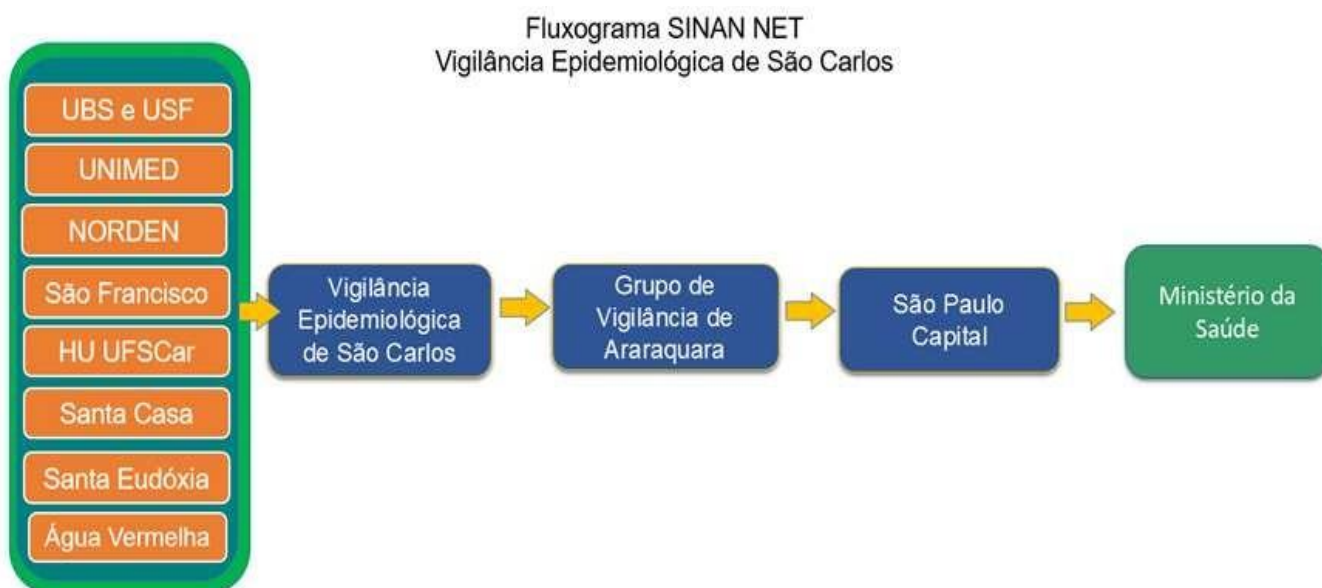 Fluxograma SINAN NET
Vigilância Epidemiológica de São Carlos
UBS e USF
UNIMED
NORDEN
São Francisco
HU UFSCar
Santa Casa
Santa Eudóxia
Água Vermelha
Vigilância
Epidemiológica
de São Carlos
Grupo de
Vigilância de
Araraquara
São Paulo
Capital
Ministério da
Saúde